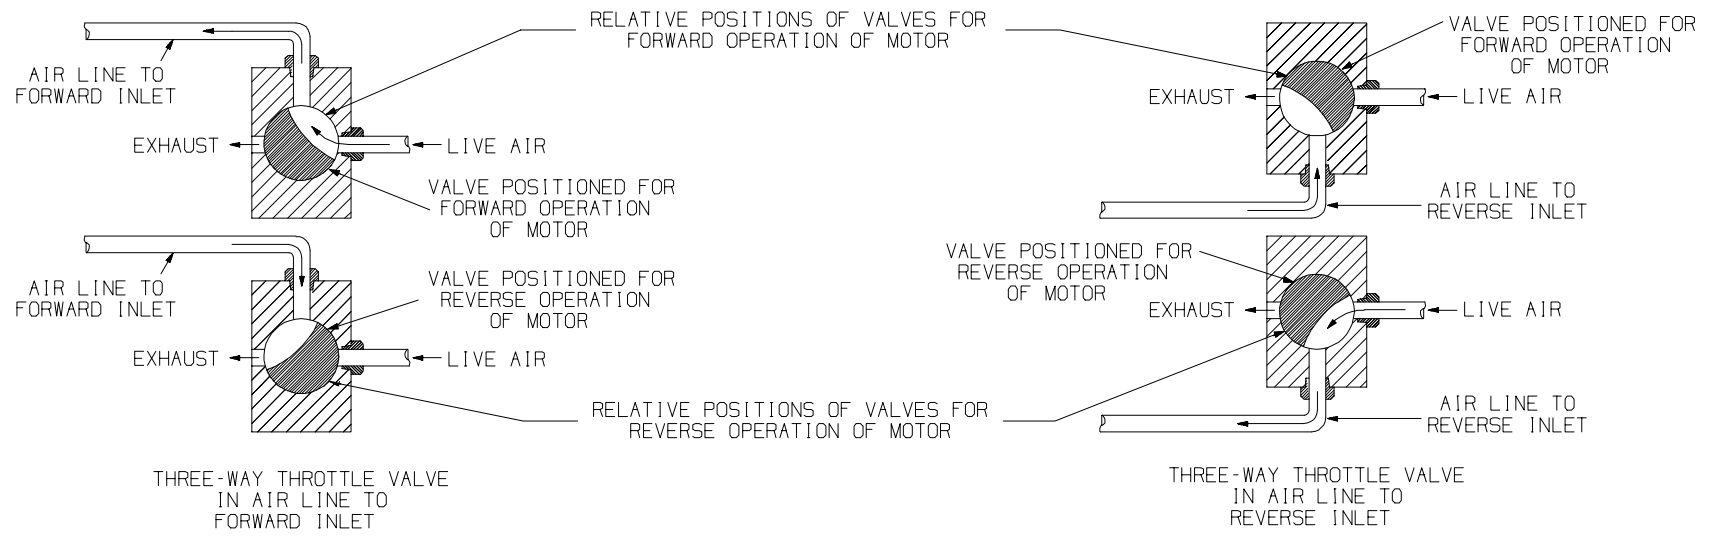 RELATIVE POSITIONS OF VALVES FOR
FORWARD OPERATION OF MOTOR
AIR LINE TO
FORWARD INLET
EXHAUST
LIVE AIR
VALVE POSITIONED FOR
FORWARD OPERATION
OF MOTOR
VALVE POSITIONED FOR
FORWARD OPERATION
OF MOTOR
EXHAUST
LIVE AIR
AIR LINE TO
REVERSE INLET
AIR LINE TO
FORWARD INLET
VALVE POSITIONED FOR
REVERSE OPERATION
OF MOTOR
EXHAUST
LIVE AIR
VALVE POSITIONED FOR
REVERSE OPERATION
OF MOTOR
EXHAUST
LIVE AIR
AIR LINE TO
REVERSE INLET
RELATIVE POSITIONS OF VALVES FOR
REVERSE OPERATION OF MOTOR
THREE-WAY THROTTLE VALVE
IN AIR LINE TO
FORWARD INLET
THREE-WAY THROTTLE VALVE
IN AIR LINE TO
REVERSE INLET